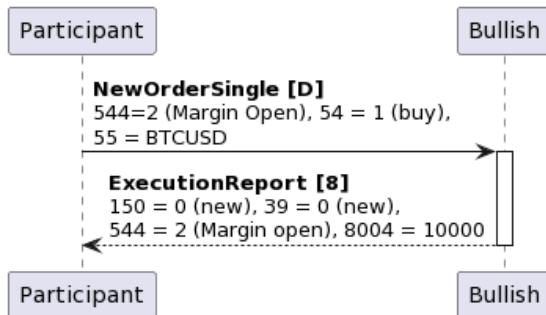 Participant
Bullish
NewOrderSingle [D]
544=2 (Margin Open), 54 = 1 (buy),
55 = BTCUSD
ExecutionReport [8]
150 = 0 (new), 39 = 0 (new),
544 = 2 (Margin open), 8004 = 10000
Participant
Bullish